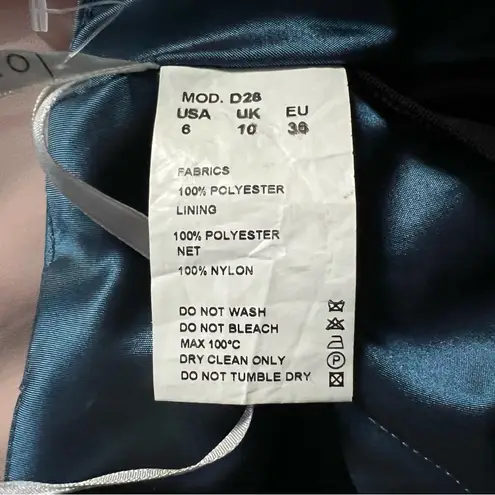 MOD. D28
USA UK EU
6 10 38
FABRICS
100% POLYESTER
LINING
100% POLYESTER
NET
100% NYLON
DO NOT WASH
DO NOT BLEACH
MAX 100°C
DRY CLEAN ONLY
P
DO NOT TUMBLE DRY